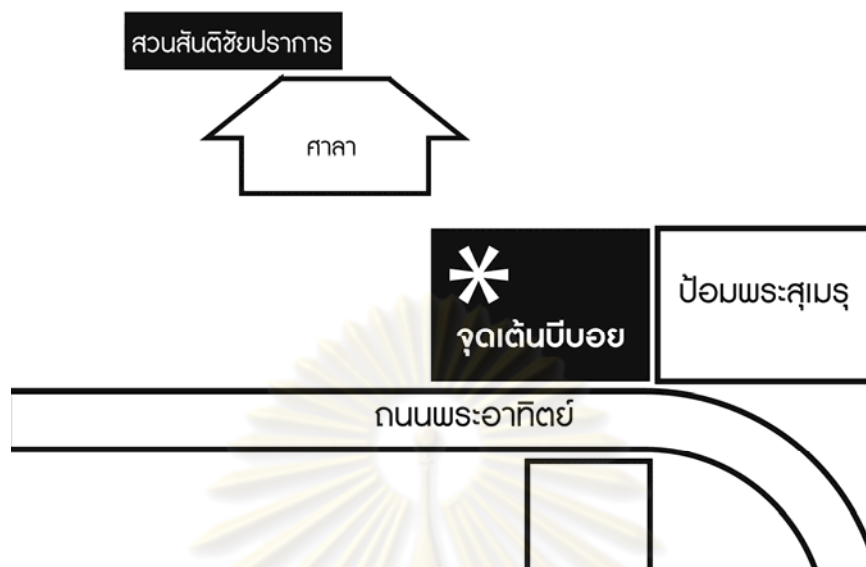 สวนสันติชัยปราการ
ศาลา
ป้อมพระสุเมรุ
*
จุดเต้นบีบอย
ถนนพระอาทิตย์